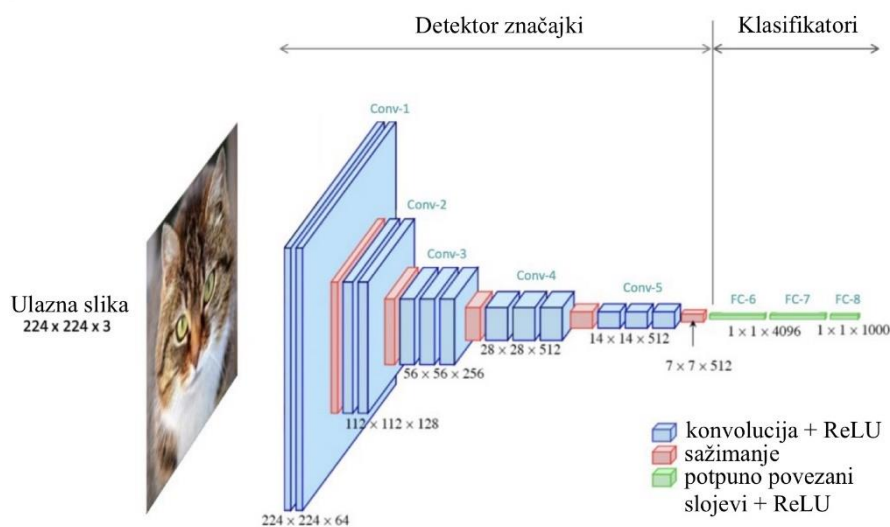 Detektor značajki
Klasifikatori
Conv-1
Conv-2
Conv-3
Conv-4
Conv-5
FC-6
FC-7
FC-8
Ulazna slika
224 x 224 x 3
1 × 1 × 4096
1 × 1 × 1000
14 × 14 × 512
28 × 28 × 512
7 × 7 × 512
56 × 56 × 256
112 × 112 × 128
224 × 224 × 64
konvolucija + ReLU
sažimanje
potpuno povezani
slojevi + ReLU